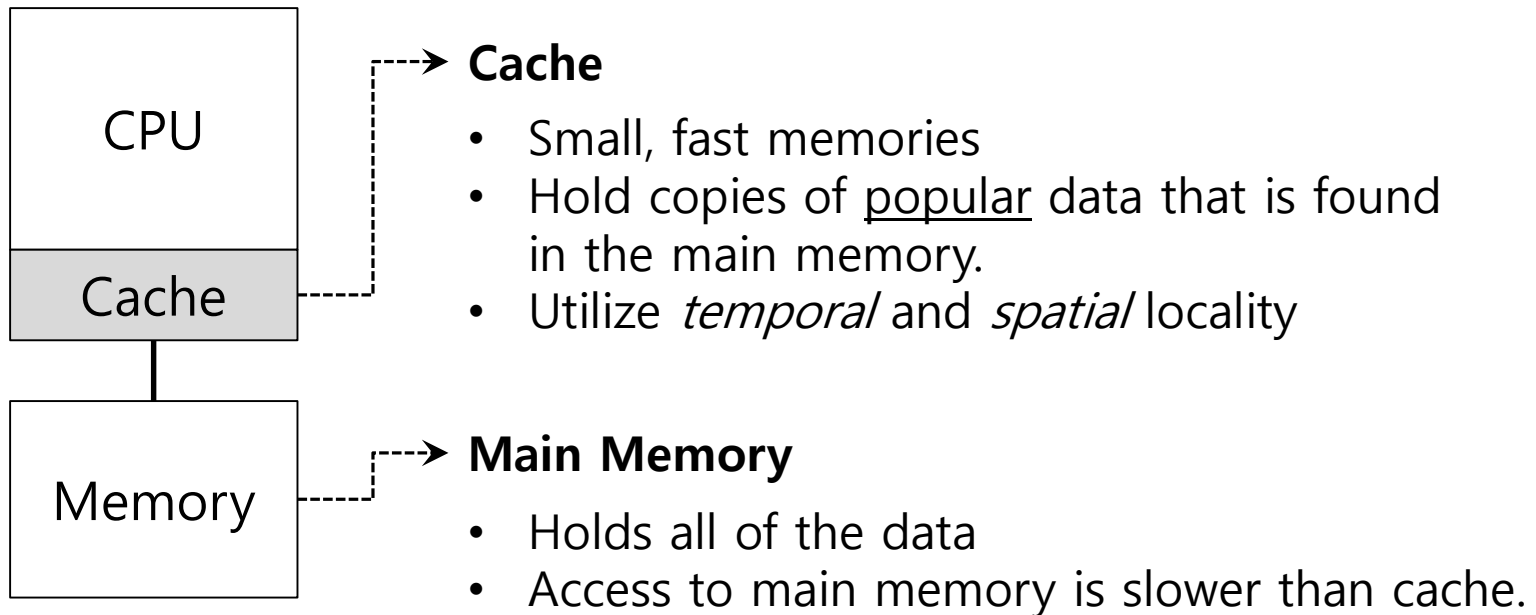 CPU
Cache
Memory
Cache
• Small, fast memories
• Hold copies of popular data that is found
in the main memory.
• Utilize temporal and spatial locality
Main Memory
• Holds all of the data
• Access to main memory is slower than cache.